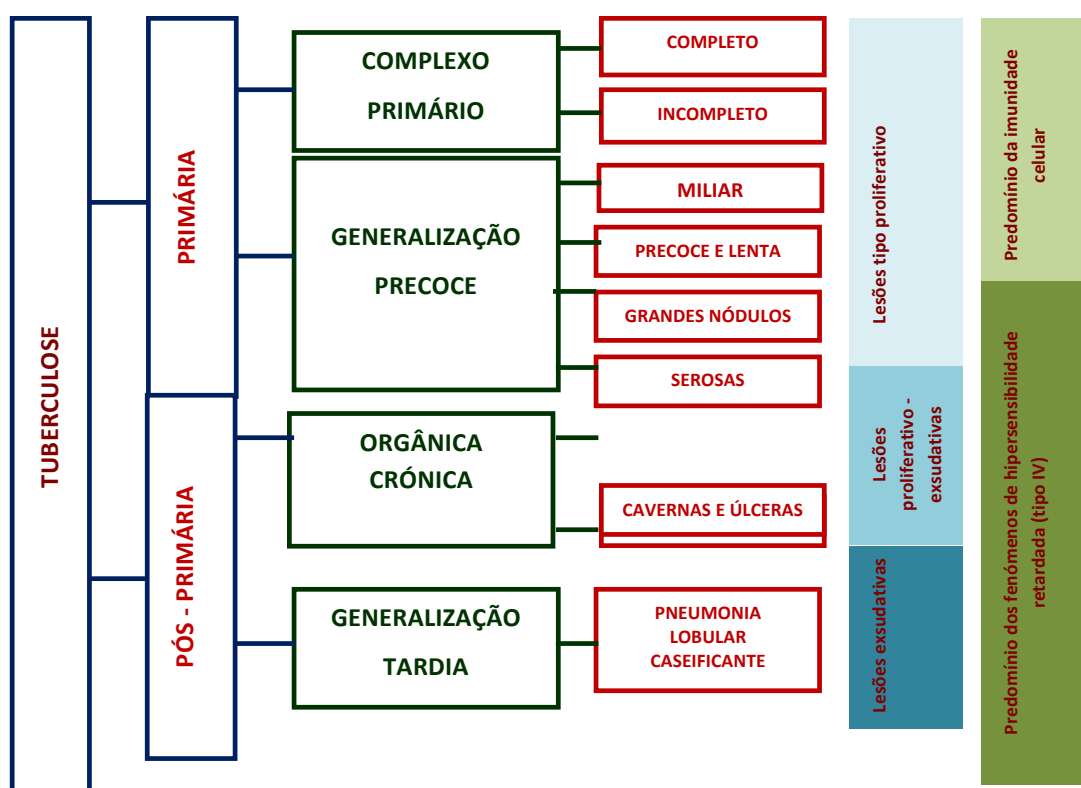 TUBERCULOSE
PRIMÁRIA
COMPLEXO
PRIMÁRIO
COMPLETO
INCOMPLETO
GENERALIZAÇÃO
PRECOCE
MILIAR
PRECOCE E LENTA
GRANDES NÓDULOS
SEROSAS
PÓS - PRIMÁRIA
ORGÂNICA
CRÓNICA
CAVERNAS E ÚLCERAS
GENERALIZAÇÃO
TARDIA
PNEUMONIA
LOBULAR
CASEIFICANTE
Lesões tipo proliferativo
Lesões
proliferativo -
exsudativas
Lesões exsudativas
Predomínio da imunidade
celular
Predomínio dos fenómenos de hipersensibilidade
retardada (tipo IV)